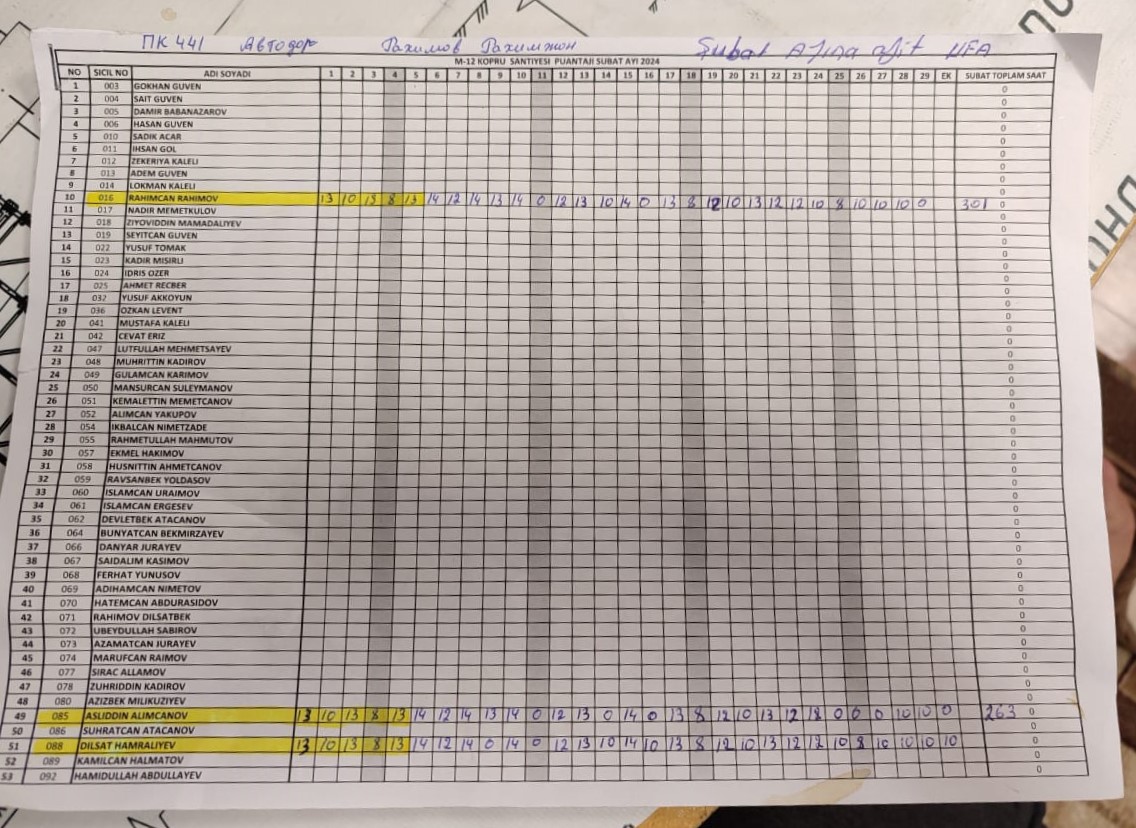 ПК 441 Автодор Рахимов Рахимжон Subat Ayina ait UFA
M-12 KOPRU SANTIYESI PUANTAJI SUBAT AYI 2024
NO SICIL NO ADI SOYADI 1 2 3 4 5 6 7 8 9 10 11 12 13 14 15 16 17 18 19 20 21 22 23 24 25 26 27 28 29 EK SUBAT TOPLAM SAAT
1 003 GOKHAN GUVEN 0
2 004 SAIT GUVEN 0
3 005 DAMIR BABANAZAROV 0
4 006 HASAN GUVEN 0
5 010 SADIK ACAR 0
6 011 IHSAN GOL 0
7 012 ZEKERIYA KALELI 0
8 013 ADEM GUVEN 0
9 014 LOKMAN KALELI 0
10 016 RAHIMCAN RAHIMOV 13 10 13 8 13 14 12 14 13 14 0 12 13 10 14 0 13 8 12 10 13 12 12 10 8 10 10 10 0 301 0
11 017 NADIR MEMETKULOV 0
12 018 ZIYOVIDDIN MAMADALIYEV 0
13 019 SEYITCAN GUVEN 0
14 022 YUSUF TOMAK 0
15 023 KADIR MISIRLI 0
16 024 IDRIS OZER 0
17 025 AHMET RECBER 0
18 032 YUSUF AKKOYUN 0
19 036 OZKAN LEVENT 0
20 041 MUSTAFA KALELI 0
21 042 CEVAT ERIZ 0
22 047 LUTFULLAH MEHMETSAYEV 0
23 048 MUHRITTIN KADIROV 0
24 049 GULAMCAN KARIMOV 0
25 050 MANSURCAN SULEYMANOV 0
26 051 KEMALETTIN MEMETCANOV 0
27 052 ALIMCAN YAKUPOV 0
28 054 IKBALCAN NIMETZADE 0
29 055 RAHMETULLAH MAHMUTOV 0
30 057 EKMEL HAKIMOV 0
31 058 HUSNITTIN AHMETCANOV 0
32 059 RAVSANBEK YOLDASOV 0
33 060 ISLAMCAN URAIMOV 0
34 061 ISLAMCAN ERGESEV 0
35 062 DEVLETBEK ATACANOV 0
36 064 BUNYATCAN BEKMIRZAYEV 0
37 066 DANYAR JURAYEV 0
38 067 SAIDALIM KASIMOV 0
39 068 FERHAT YUNUSOV 0
40 069 ADIHAMCAN NIMETOV 0
41 070 HATEMCAN ABDURASIDOV 0
42 071 RAHIMOV DILSATBEK 0
43 072 UBEYDULLAH SABIROV 0
44 073 AZAMATCAN JURAYEV 0
45 074 MARUFCAN RAIMOV 0
46 077 SIRAC ALLAMOV 0
47 078 ZUHRIDDIN KADIROV 0
48 080 AZIZBEK MILIKUZIYEV 0
49 085 ASLIDDIN ALIMCANOV 13 10 13 8 13 14 12 14 13 14 0 12 13 0 14 0 13 8 12 10 13 12 12 0 0 0 10 10 0 263 0
50 086 SUHRATCAN ATACANOV 0
51 088 DILSAT HAMRALIYEV 13 10 13 8 13 14 12 14 0 14 0 12 13 10 14 10 13 8 12 10 13 12 12 10 8 10 10 10 10 0
52 089 KAMILCAN HALMATOV 0
53 092 HAMIDULLAH ABDULLAYEV 0